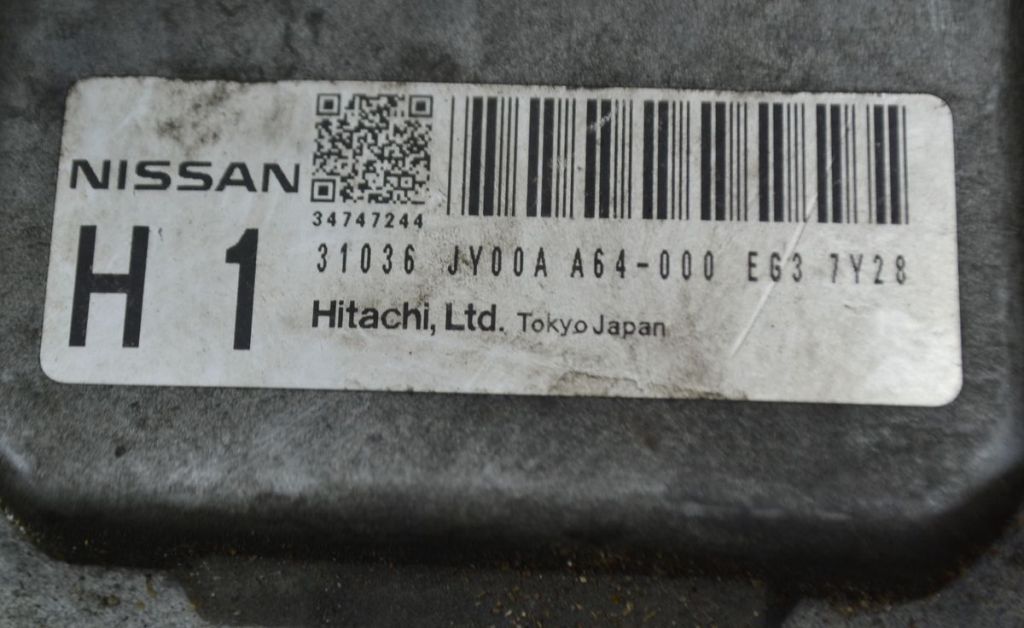 NISSAN
34747244
H 1
31036 JY00A A64-000 EG3 7Y28
Hitachi, Ltd. Tokyo Japan